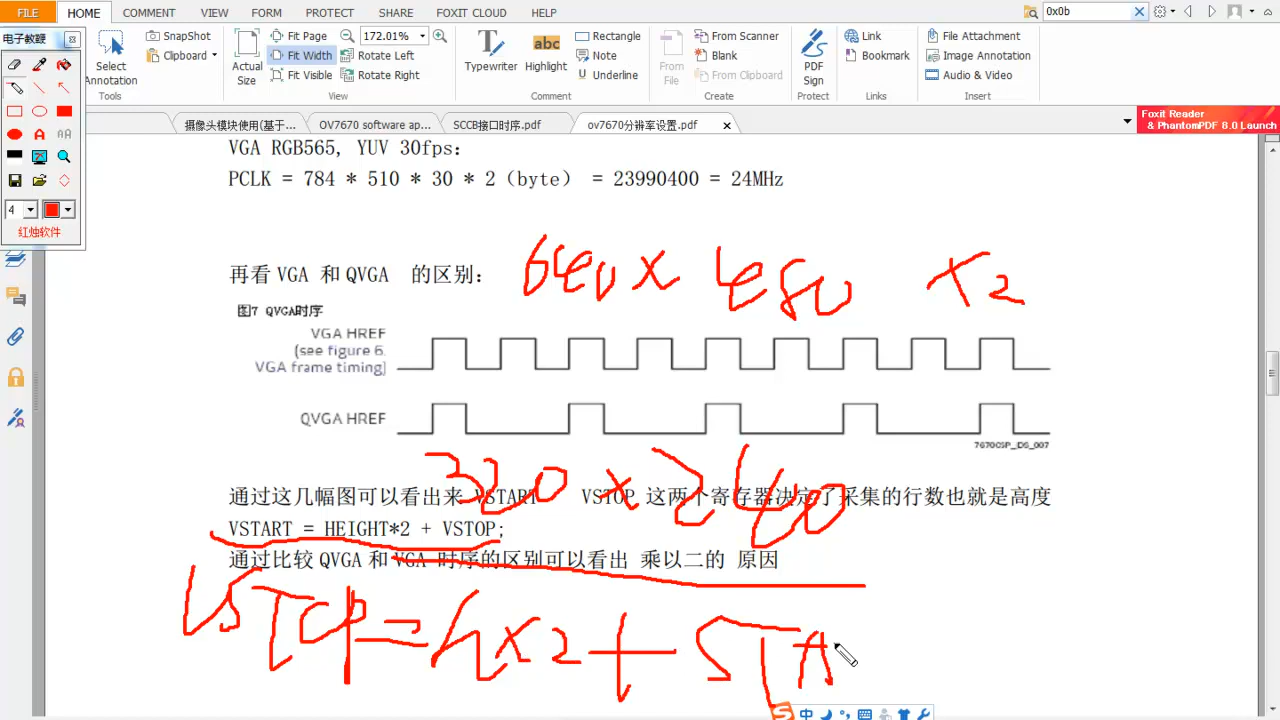 FILE HOME COMMENT VIEW FORM PROTECT SHARE FOXIT CLOUD HELP 0x0b
电子教鞭
SnapShot
Clipboard
Select Annotation
Tools
Actual Size
Fit Page
Fit Width
Fit Visible
172.01%
Rotate Left
Rotate Right
View
Typewriter
Highlight
Rectangle
Note
Underline
Comment
From File
From Scanner
Blank
From Clipboard
Create
PDF Sign
Protect
Link
Bookmark
Links
File Attachment
Image Annotation
Audio & Video
Insert
摄像头模块使用(基于... OV7670 software ap... SCCB接口时序.pdf ov7670分辨率设置.pdf
Foxit Reader
& PhantomPDF 6.0 Launch
4
红烛软件
VGA RGB565, YUV 30fps:
PCLK = 784 * 510 * 30 * 2（byte） = 23990400 = 24MHz
640 x 480 x2
再看 VGA 和 QVGA 的区别:
图7 QVGA时序
VGA HREF
(see figure 6.
VGA frame timing)
QVGA HREF
7670CSP_DS_007
320 x 240
通过这几幅图可以看出来 VSTART VSTOP 这两个寄存器决定了采集的行数也就是高度
VSTART = HEIGHT*2 + VSTOP;
通过比较 QVGA 和 VGA 时序的区别可以看出 乘以二的 原因
VSTOP = h x 2 + STA
中